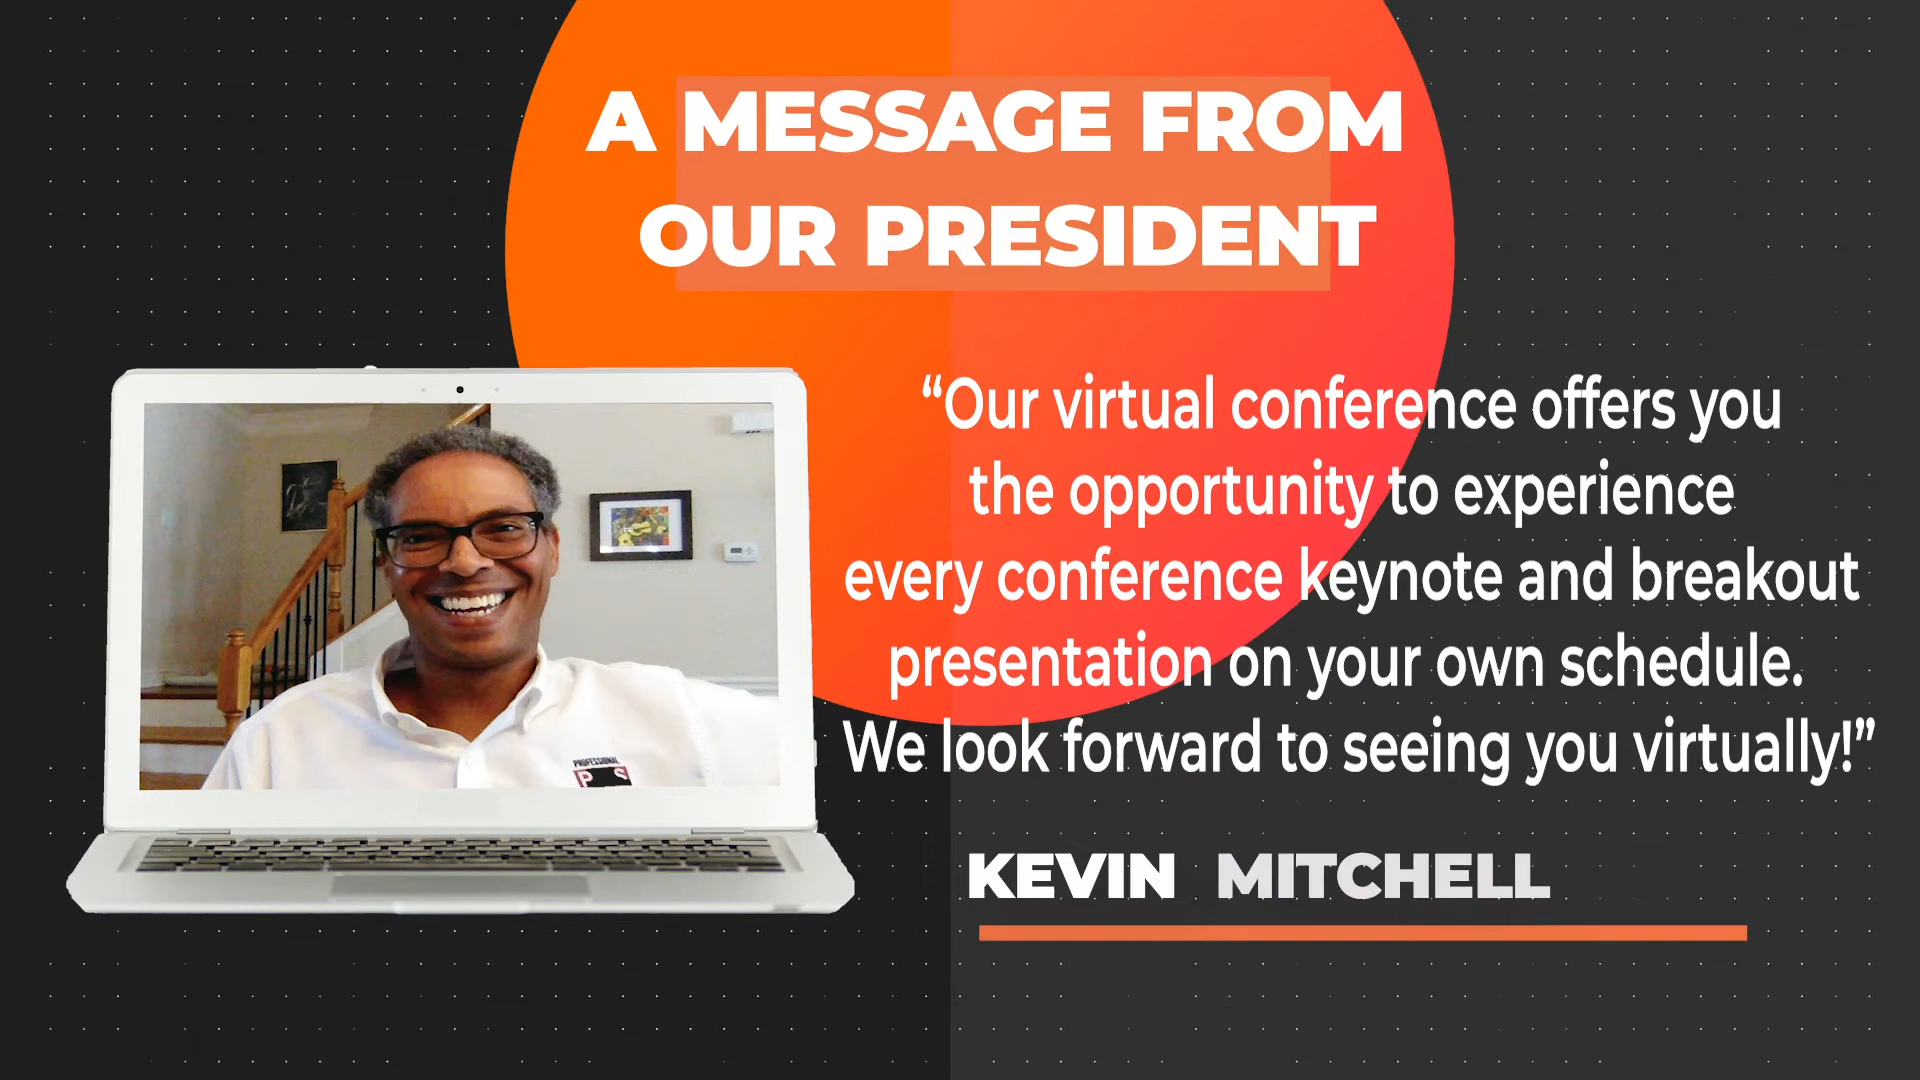 A MESSAGE FROM
OUR PRESIDENT
“Our virtual conference offers you
the opportunity to experience
every conference keynote and breakout
presentation on your own schedule.
We look forward to seeing you virtually!”
KEVIN MITCHELL
PROFESSIONAL